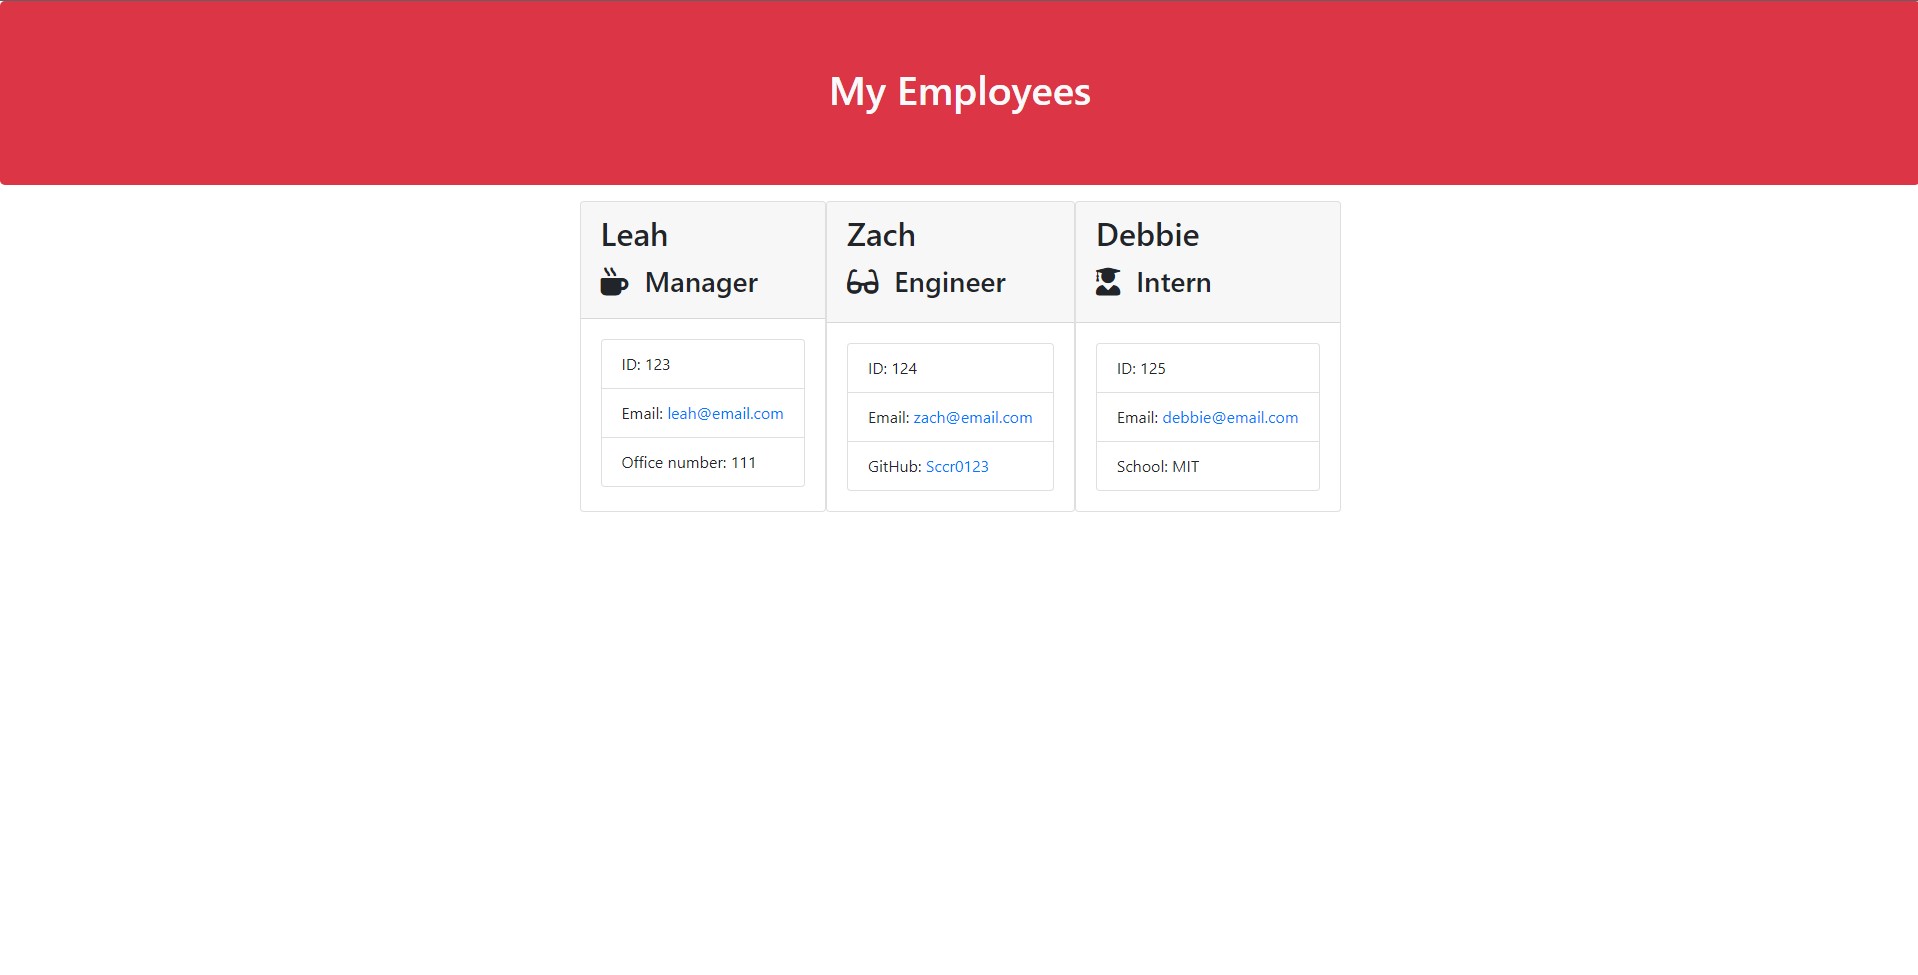 My Employees
Leah
Manager
ID: 123
Email: leah@email.com
Office number: 111
Zach
Engineer
ID: 124
Email: zach@email.com
GitHub: Sccr0123
Debbie
Intern
ID: 125
Email: debbie@email.com
School: MIT